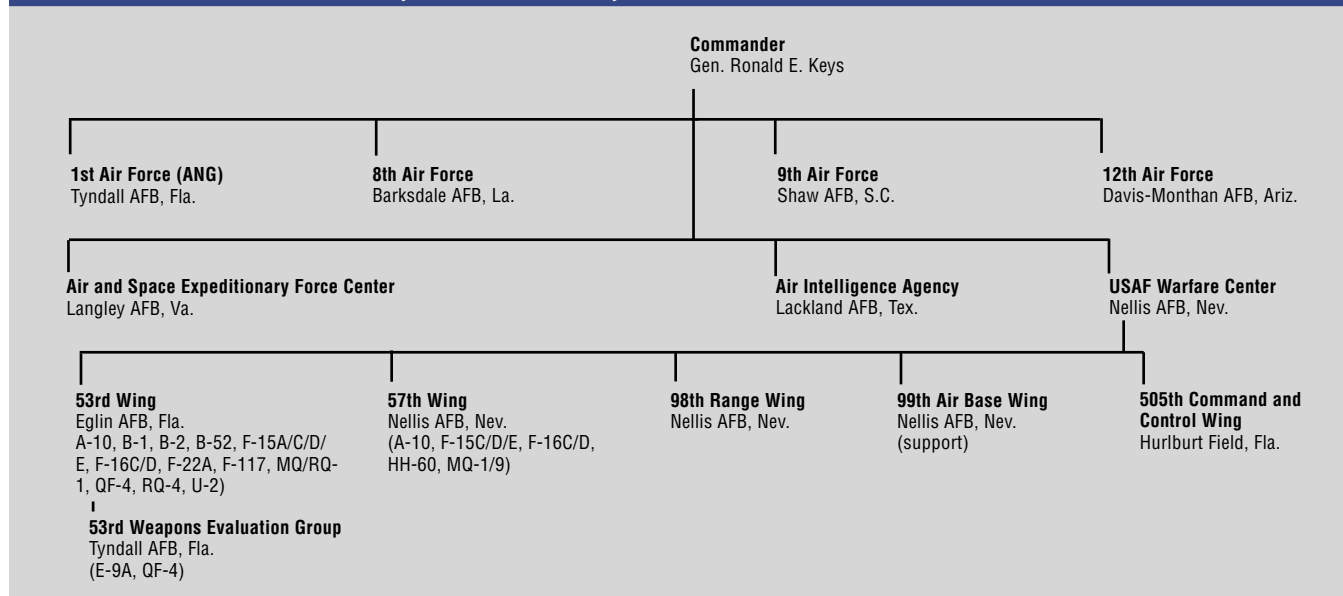 Commander
Gen. Ronald E. Keys
1st Air Force (ANG)
Tyndall AFB, Fla.
8th Air Force
Barksdale AFB, La.
9th Air Force
Shaw AFB, S.C.
12th Air Force
Davis-Monthan AFB, Ariz.
Air and Space Expeditionary Force Center
Langley AFB, Va.
Air Intelligence Agency
Lackland AFB, Tex.
USAF Warfare Center
Nellis AFB, Nev.
53rd Wing
Eglin AFB, Fla.
A-10, B-1, B-2, B-52, F-15A/C/D/
E, F-16C/D, F-22A, F-117, MQ/RQ-
1, QF-4, RQ-4, U-2)
53rd Weapons Evaluation Group
Tyndall AFB, Fla.
(E-9A, QF-4)
57th Wing
Nellis AFB, Nev.
(A-10, F-15C/D/E, F-16C/D,
HH-60, MQ-1/9)
98th Range Wing
Nellis AFB, Nev.
99th Air Base Wing
Nellis AFB, Nev.
(support)
505th Command and
Control Wing
Hurlburt Field, Fla.